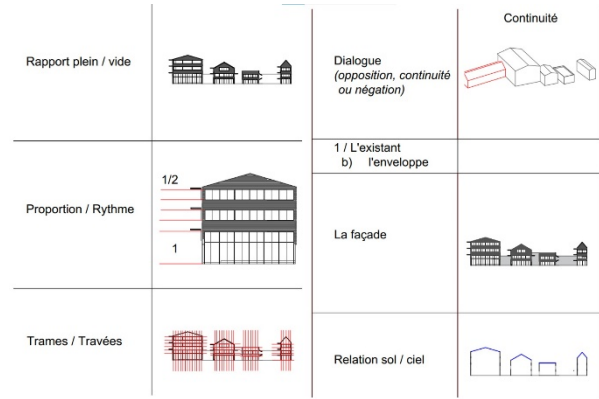 Rapport plein / vide
Proportion / Rythme
1/2
1
Trames / Travées
Continuité
Dialogue
(opposition, continuité
ou négation)
1 / L'existant
b) l'enveloppe
La façade
Relation sol / ciel